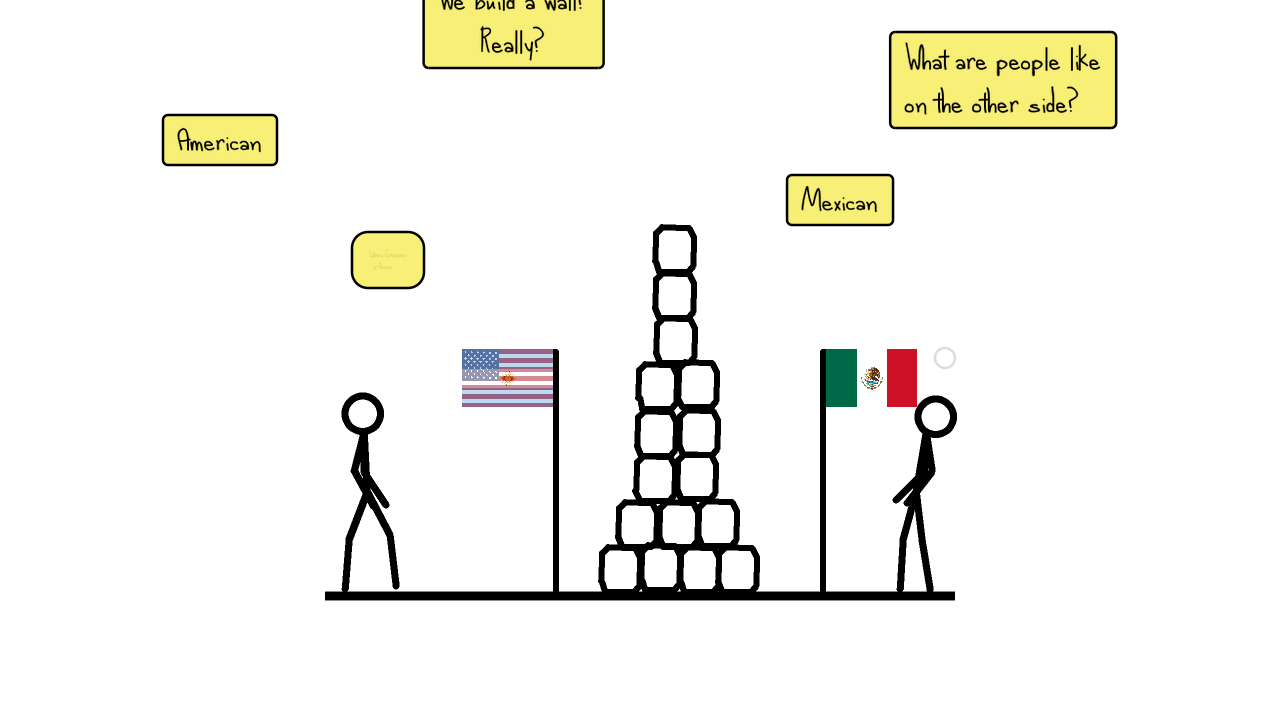 We build a wall!
Really?
What are people like
on the other side?
American
Mexican